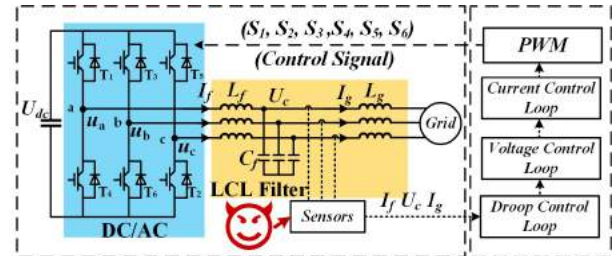 (S1, S2, S3 ,S4, S5, S6)
(Control Signal)
PWM
Current Control
Loop
Voltage Control
Loop
Droop Control
Loop
Udc
T1
T3
T5
a
ua
b
ub
c
uc
T4
T6
T2
DC/AC
If
Lf
Uc
Ig
Lg
Grid
Cf
LCL Filter
Sensors
If Uc Ig